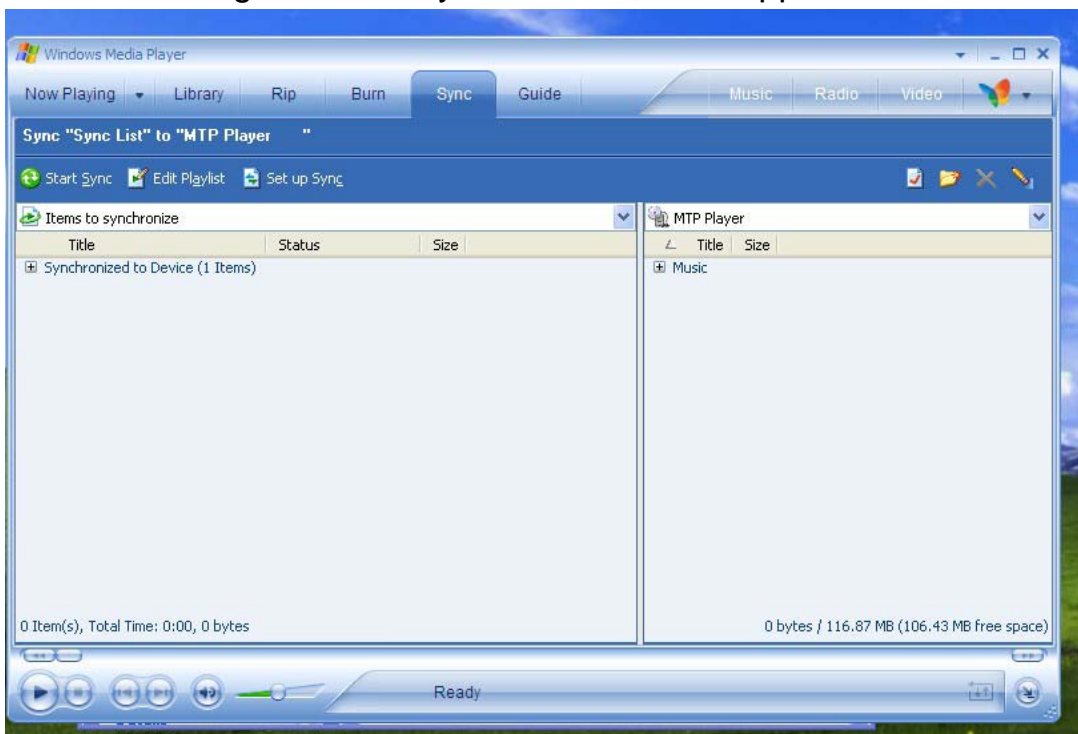 Windows Media Player
Now Playing Library Rip Burn Sync Guide Music Radio Video
Sync "Sync List" to "MTP Player "
Start Sync Edit Playlist Set up Sync
Items to synchronize
Title Status Size
Synchronized to Device (1 Items)
0 Item(s), Total Time: 0:00, 0 bytes
MTP Player
Title Size
Music
0 bytes / 116.87 MB (106.43 MB free space)
Ready